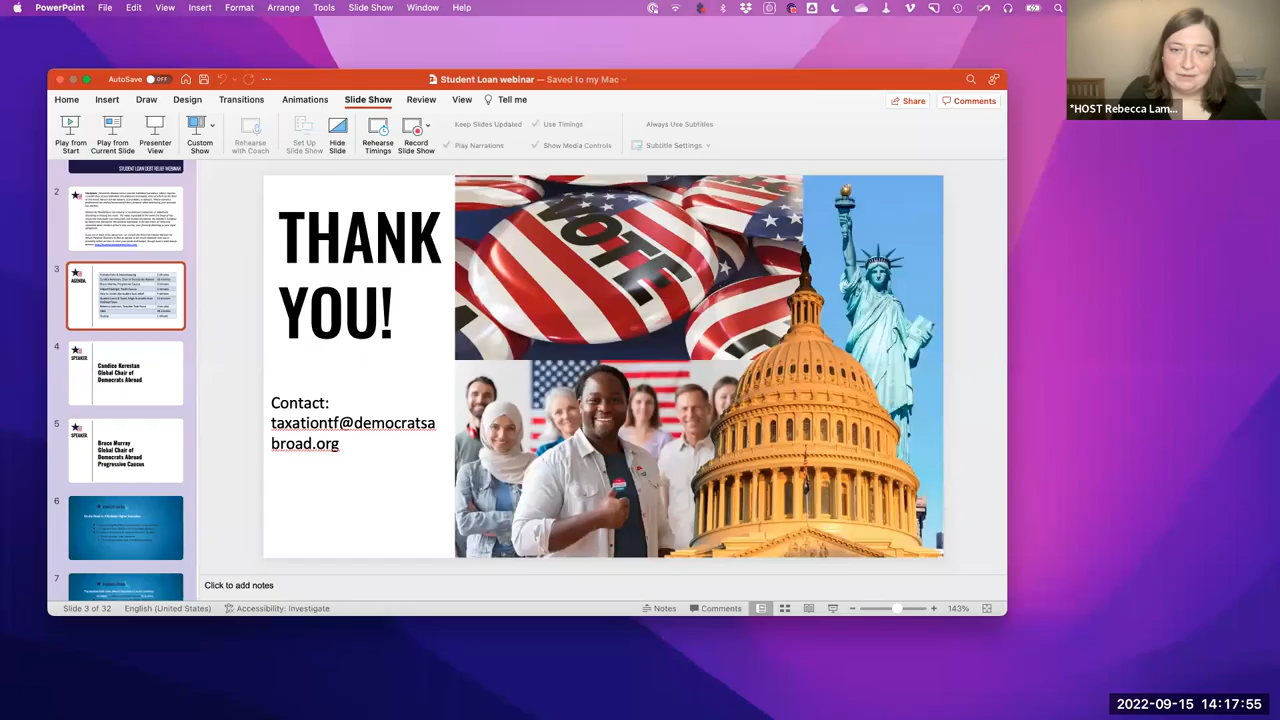 PowerPoint File Edit View Insert Format Arrange Tools Slide Show Window Help
AutoSave OFF
Student Loan webinar — Saved to my Mac
Home Insert Draw Design Transitions Animations Slide Show Review View Tell me
Share Comments
Play from Start
Play from Current Slide
Presenter View
Custom Show
Rehearse with Coach
Set Up Slide Show
Hide Slide
Rehearse Timings
Record Slide Show
Keep Slides Updated
Use Timings
Always Use Subtitles
Play Narrations
Show Media Controls
Subtitle Settings
STUDENT LOAN DEBT RELIEF WEBINAR
2
3
AGENDA
4
SPEAKER
Candice Kerestan
Global Chair of
Democrats Abroad
5
SPEAKER
Bruce Murray
Global Chair of
Democrats Abroad
Progressive Caucus
6
7
THANK
YOU!
Contact:
taxationtf@democratsa
broad.org
Click to add notes
Slide 3 of 32 English (United States) Accessibility: Investigate
Notes Comments 143%
*HOST Rebecca Lam...
2022-09-15 14:17:55